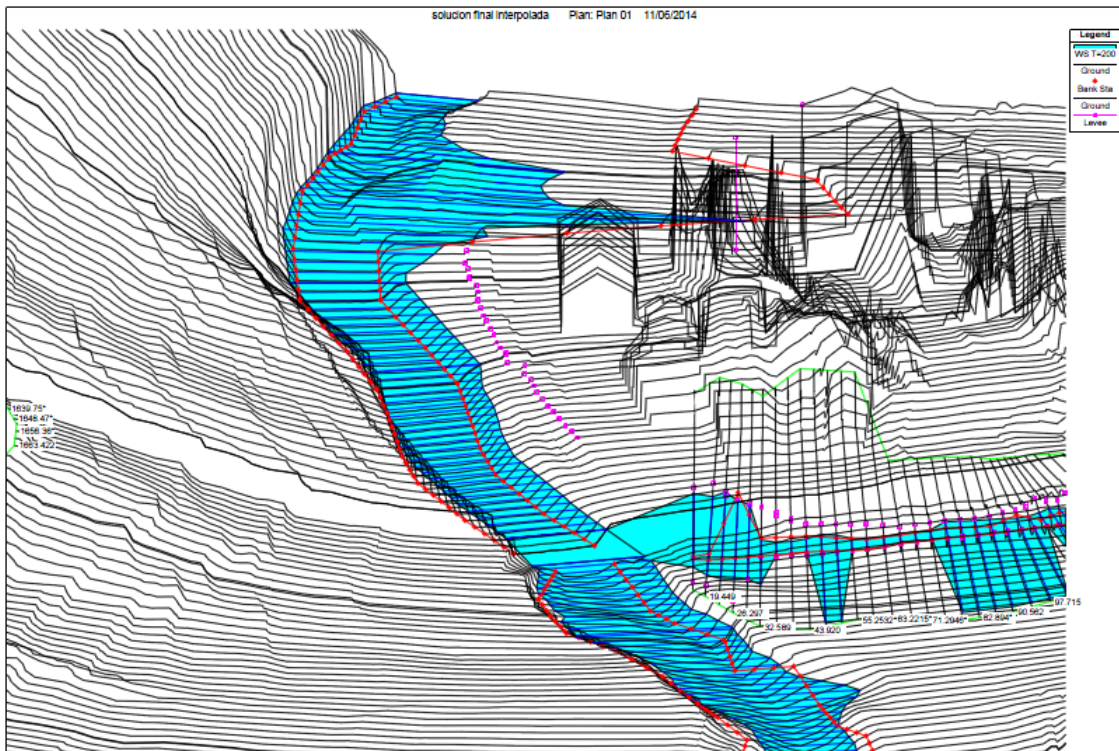 solucion final interpolada Plan: Plan 01 11/06/2014
Legend
WS T=200
Ground
Bank Sta
Ground
Levee
1639.75*
1648.47*
1656.36*
1663.422
19.449
26.297
32.589
43.920
55.2532*
63.2215*
71.2946*
82.894*
90.562
97.715